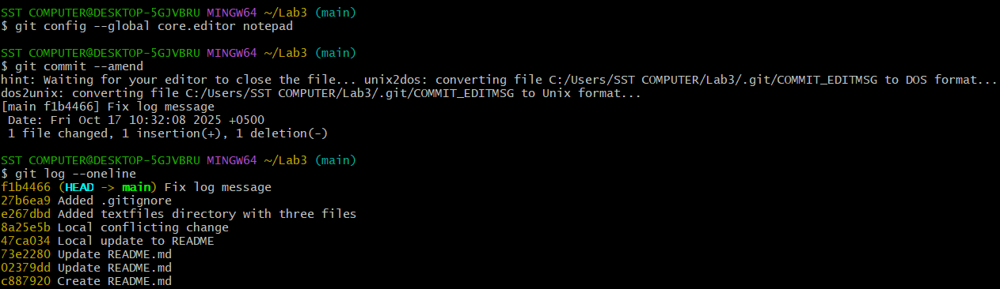 SST COMPUTER@DESKTOP-5GJVBRU MINGW64 ~/Lab3 (main)
$ git config --global core.editor notepad
SST COMPUTER@DESKTOP-5GJVBRU MINGW64 ~/Lab3 (main)
$ git commit --amend
hint: Waiting for your editor to close the file... unix2dos: converting file C:/Users/SST COMPUTER/Lab3/.git/COMMIT_EDITMSG to DOS format...
dos2unix: converting file C:/Users/SST COMPUTER/Lab3/.git/COMMIT_EDITMSG to Unix format...
[main f1b4466] Fix log message
 Date: Fri Oct 17 10:32:08 2025 +0500
 1 file changed, 1 insertion(+), 1 deletion(-)
SST COMPUTER@DESKTOP-5GJVBRU MINGW64 ~/Lab3 (main)
$ git log --oneline
f1b4466 (HEAD -> main) Fix log message
27b6ea9 Added .gitignore
e267dbd Added textfiles directory with three files
8a25e5b Local conflicting change
47ca034 Local update to README
73e2280 Update README.md
02379dd Update README.md
c887920 Create README.md